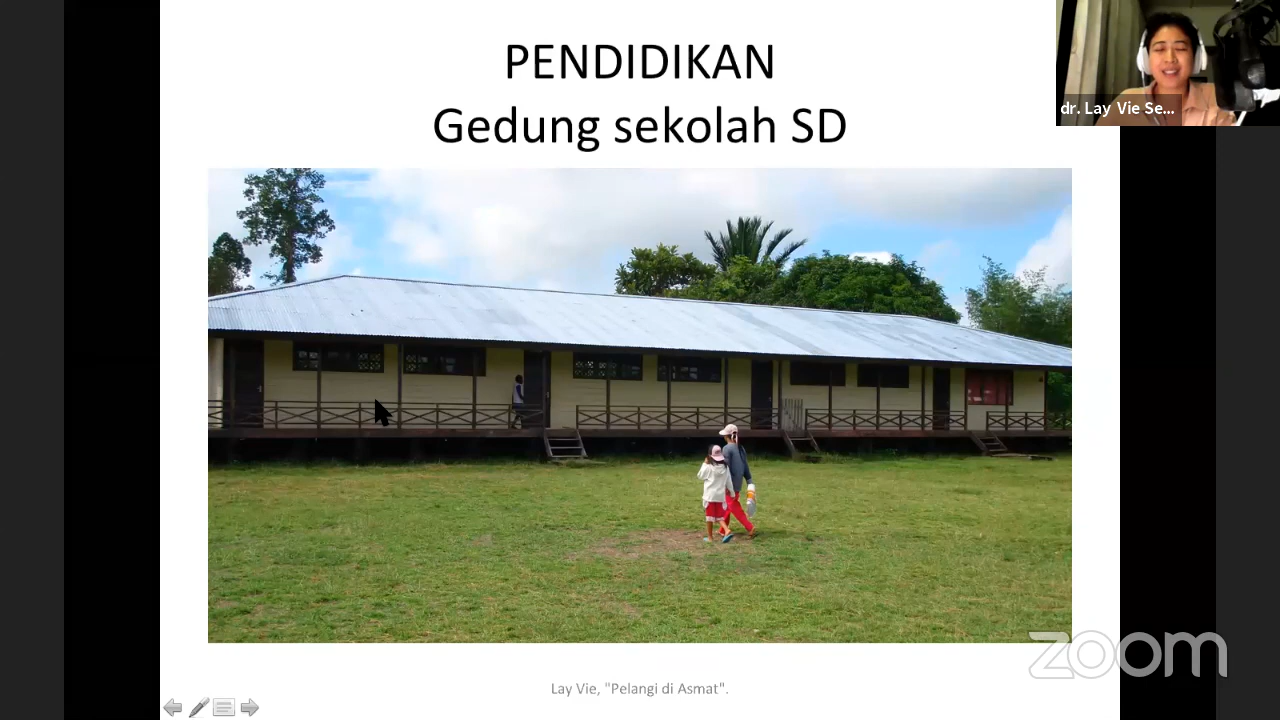 PENDIDIKAN
Gedung sekolah SD
dr. Lay Vie Se...
zoom
Lay Vie, "Pelangi di Asmat".